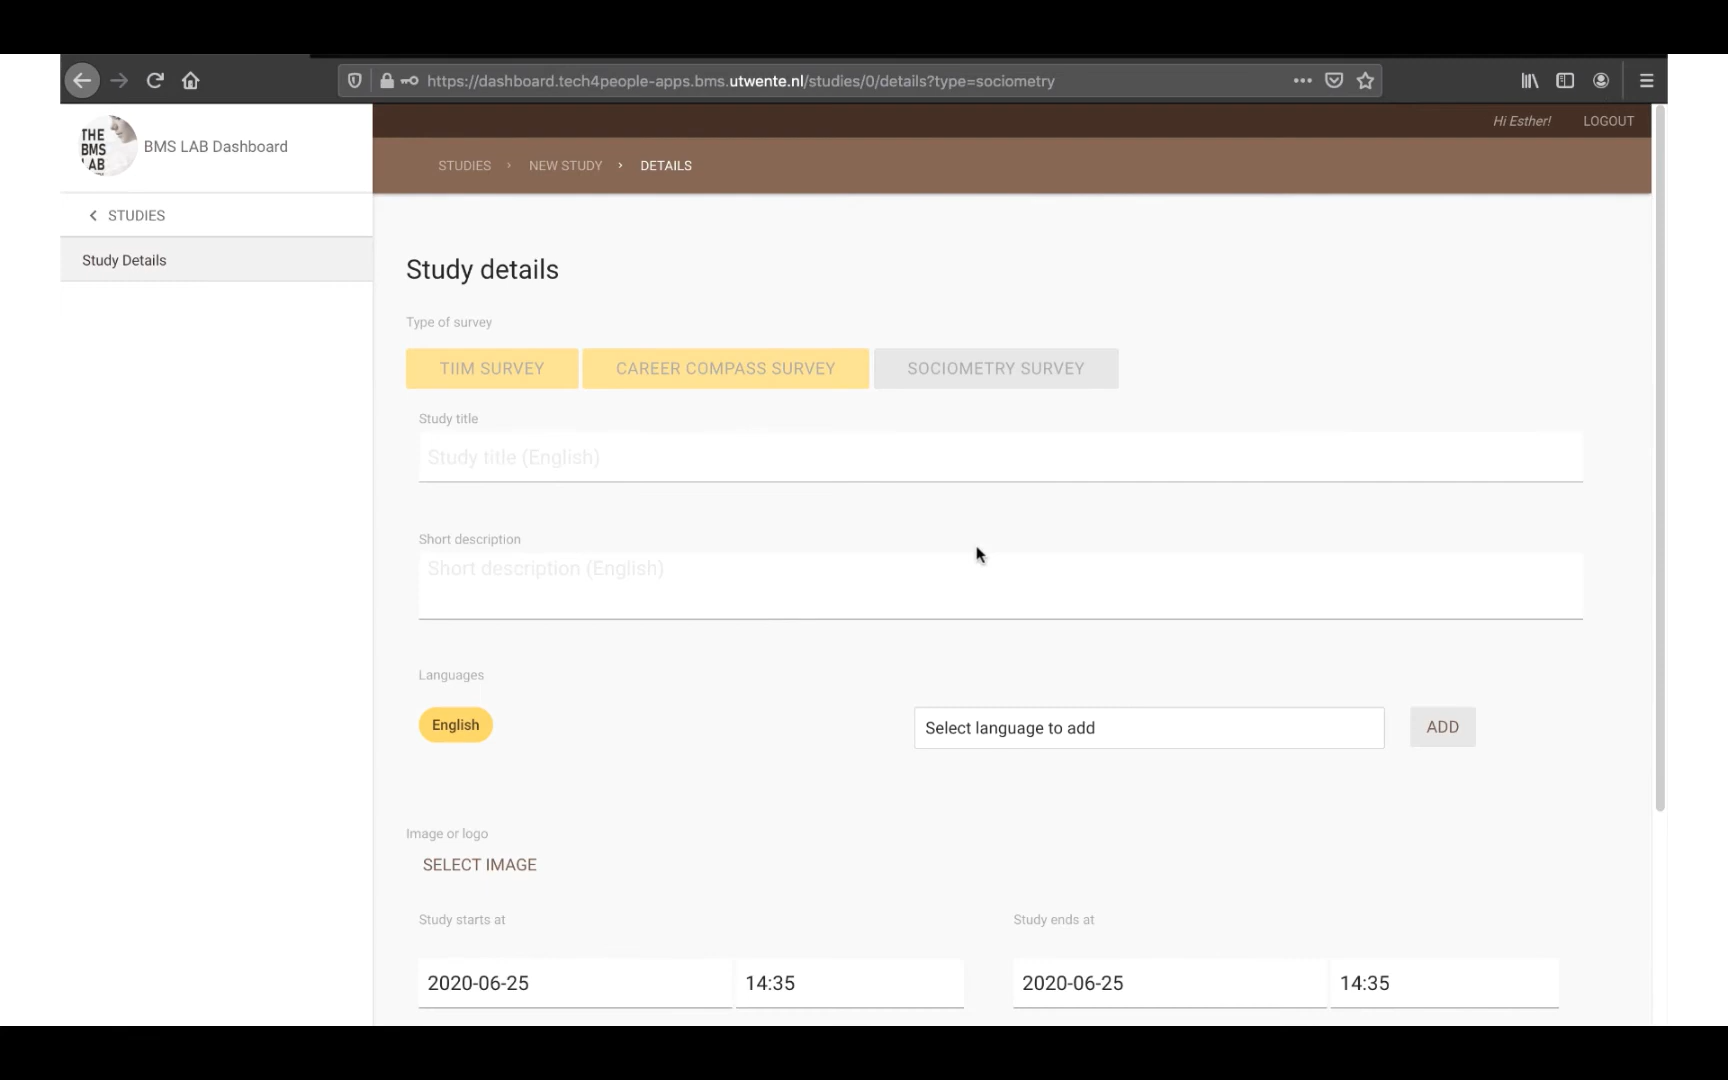 https://dashboard.tech4people-apps.bms.utwente.nl/studies/0/details?type=sociometry
Hi Esther! LOGOUT
THE
BMS
LAB
BMS LAB Dashboard
STUDIES > NEW STUDY > DETAILS
< STUDIES
Study Details
Study details
Type of survey
TIIM SURVEY CAREER COMPASS SURVEY SOCIOMETRY SURVEY
Study title
Study title (English)
Short description
Short description (English)
Languages
English Select language to add ADD
Image or logo
SELECT IMAGE
Study starts at Study ends at
2020-06-25 14:35 2020-06-25 14:35